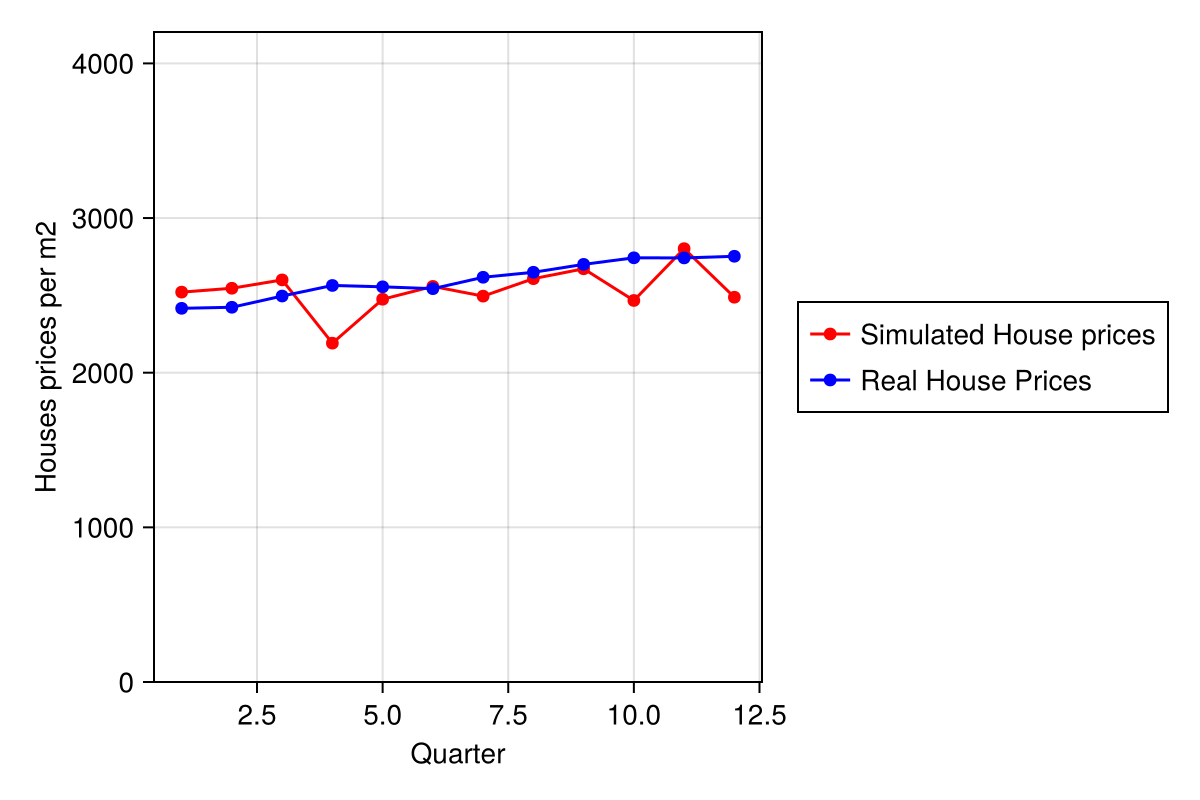 4000
3000
2000
1000
0
Houses prices per m2
2.5 5.0 7.5 10.0 12.5
Quarter
Simulated House prices
Real House Prices